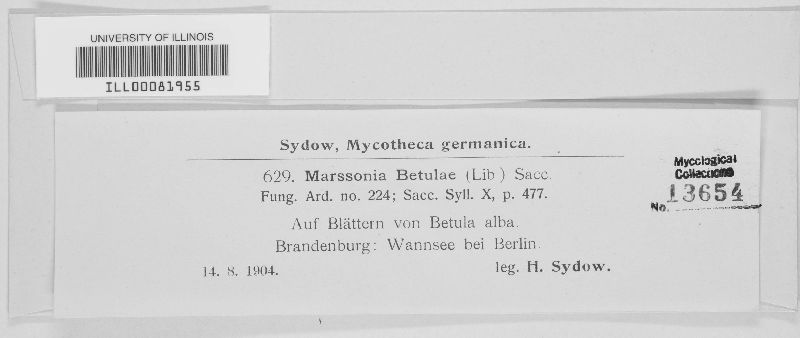 UNIVERSITY OF ILLINOIS
ILL00081955
Sydow, Mycotheca germanica.
629. Marssonia Betulae (Lib) Sacc.
Fung. Ard. no. 224; Sacc. Syll. X, p. 477.
Auf Blättern von Betula alba.
Brandenburg: Wannsee bei Berlin.
14. 8. 1904. leg. H. Sydow.
Mycological
Collections
No. 13654